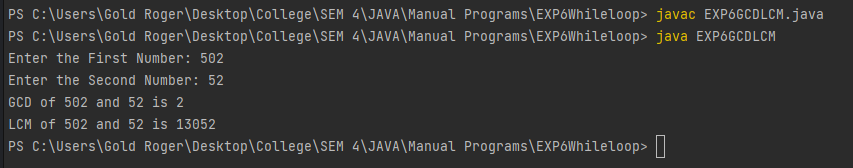 PS C:\Users\Gold Roger\Desktop\College\SEM 4\JAVA\Manual Programs\EXP6Whileloop> javac EXP6GCDLCM.java
PS C:\Users\Gold Roger\Desktop\College\SEM 4\JAVA\Manual Programs\EXP6Whileloop> java EXP6GCDLCM
Enter the First Number: 502
Enter the Second Number: 52
GCD of 502 and 52 is 2
LCM of 502 and 52 is 13052
PS C:\Users\Gold Roger\Desktop\College\SEM 4\JAVA\Manual Programs\EXP6Whileloop>